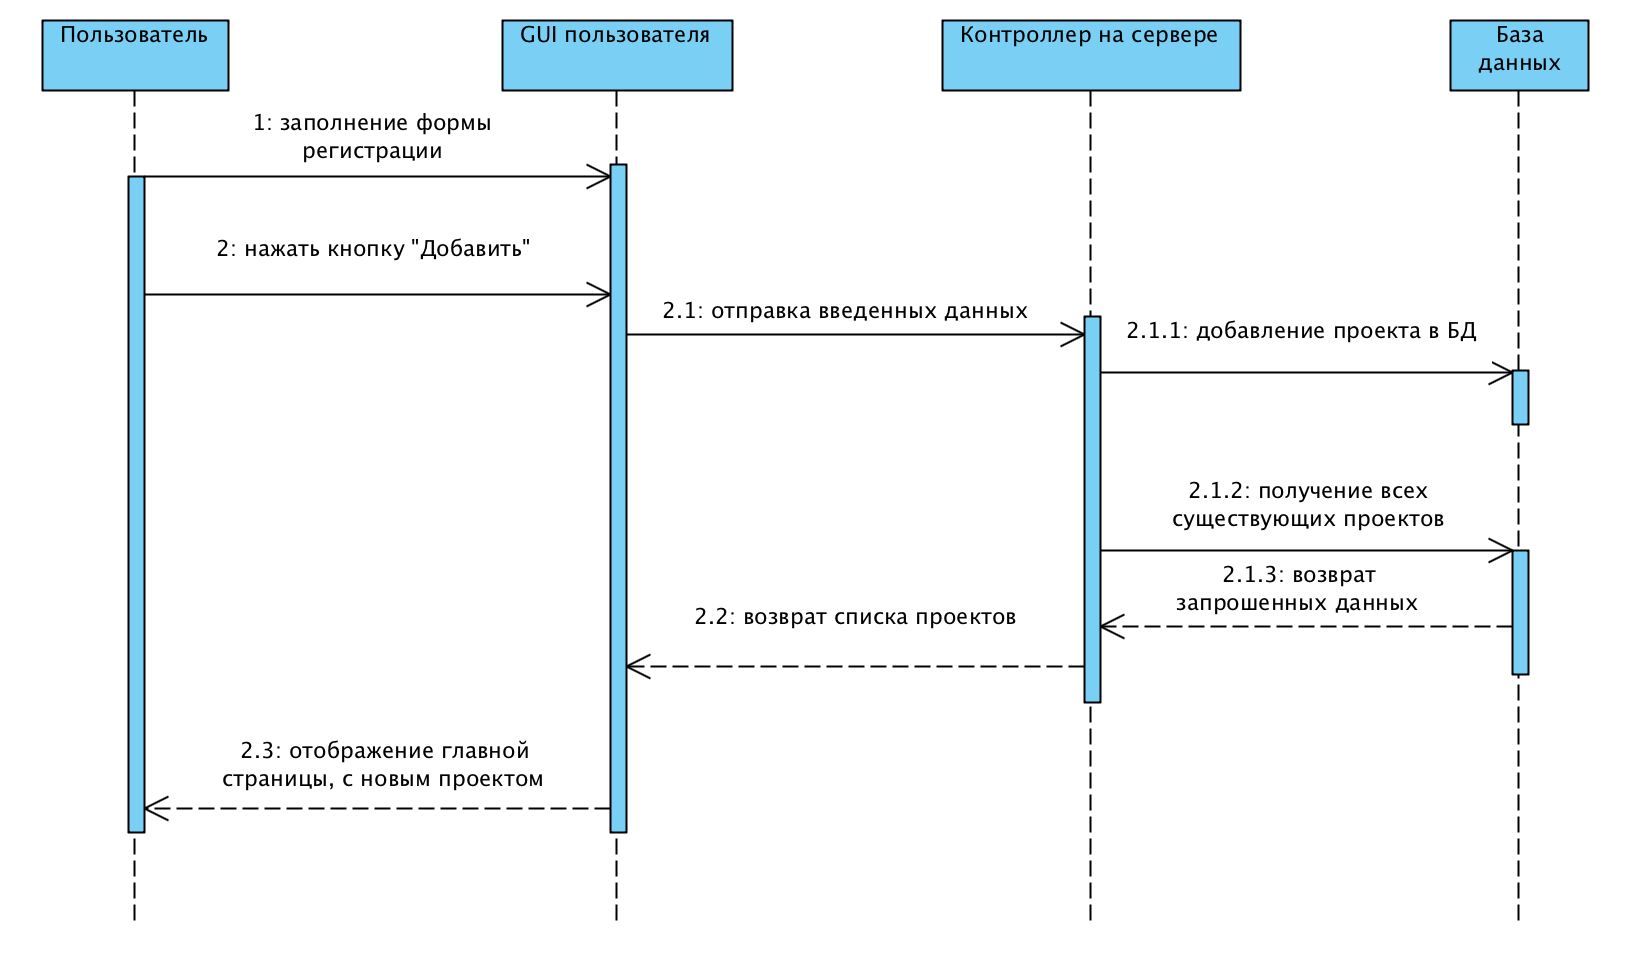 Пользователь
GUI пользователя
Контроллер на сервере
База
данных
1: заполнение формы
регистрации
2: нажать кнопку "Добавить"
2.1: отправка введенных данных
2.1.1: добавление проекта в БД
2.1.2: получение всех
существующих проектов
2.1.3: возврат
запрошенных данных
2.2: возврат списка проектов
2.3: отображение главной
страницы, с новым проектом